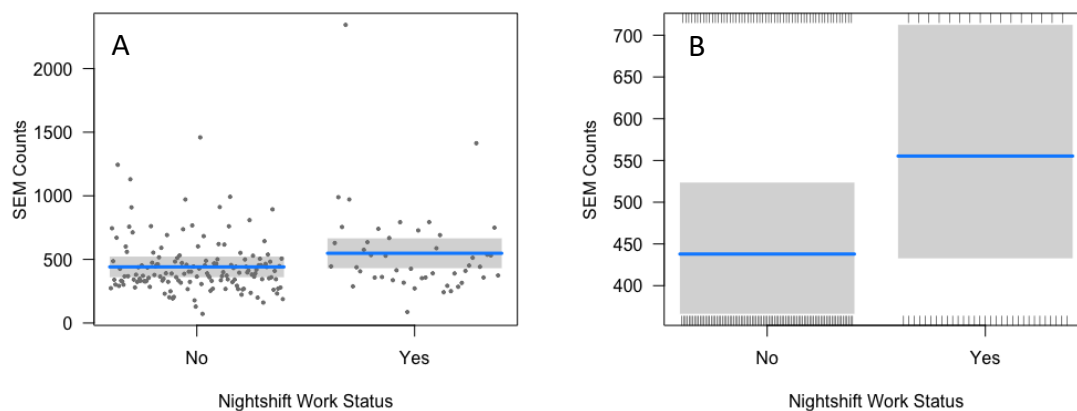 A
SEM Counts
2000
1500
1000
500
0
No Yes
Nightshift Work Status
B
SEM Counts
700
650
600
550
500
450
400
No Yes
Nightshift Work Status